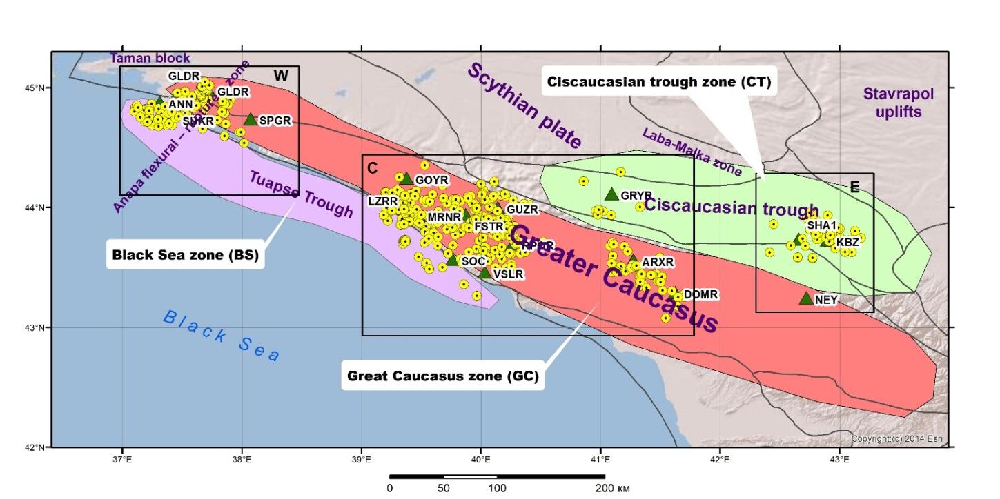 Taman block
GLDR
W
GLDR
ANN
SUKR
SPGR
Anapa flexural – rupture zone
Scythian plate
Ciscaucasian trough zone (CT)
Stavrapol
uplifts
Laba-Malka zone
Tuapse Trough
C
GOYR
LZRR
MRNR
GUZR
FSTR
SOC
VSLR
GRYR
Ciscaucasian trough
E
SHA1
KBZ
NEY
ARXR
DOMR
Greater Caucasus
Black Sea zone (BS)
Black Sea
Great Caucasus zone (GC)
Copyright:(c) 2014 Esri
45°N
44°N
43°N
42°N
37°E
38°E
39°E
40°E
41°E
42°E
43°E
0
50
100
200 км